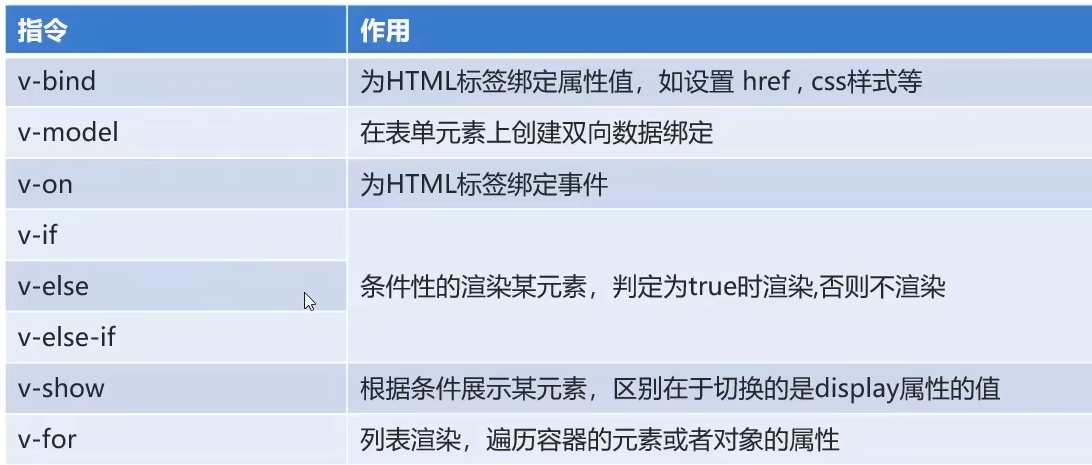 指令 作用
v-bind 为HTML标签绑定属性值，如设置 href , css样式等
v-model 在表单元素上创建双向数据绑定
v-on 为HTML标签绑定事件
v-if
v-else 条件性的渲染某元素，判定为true时渲染,否则不渲染
v-else-if
v-show 根据条件展示某元素，区别在于切换的是display属性的值
v-for 列表渲染，遍历容器的元素或者对象的属性